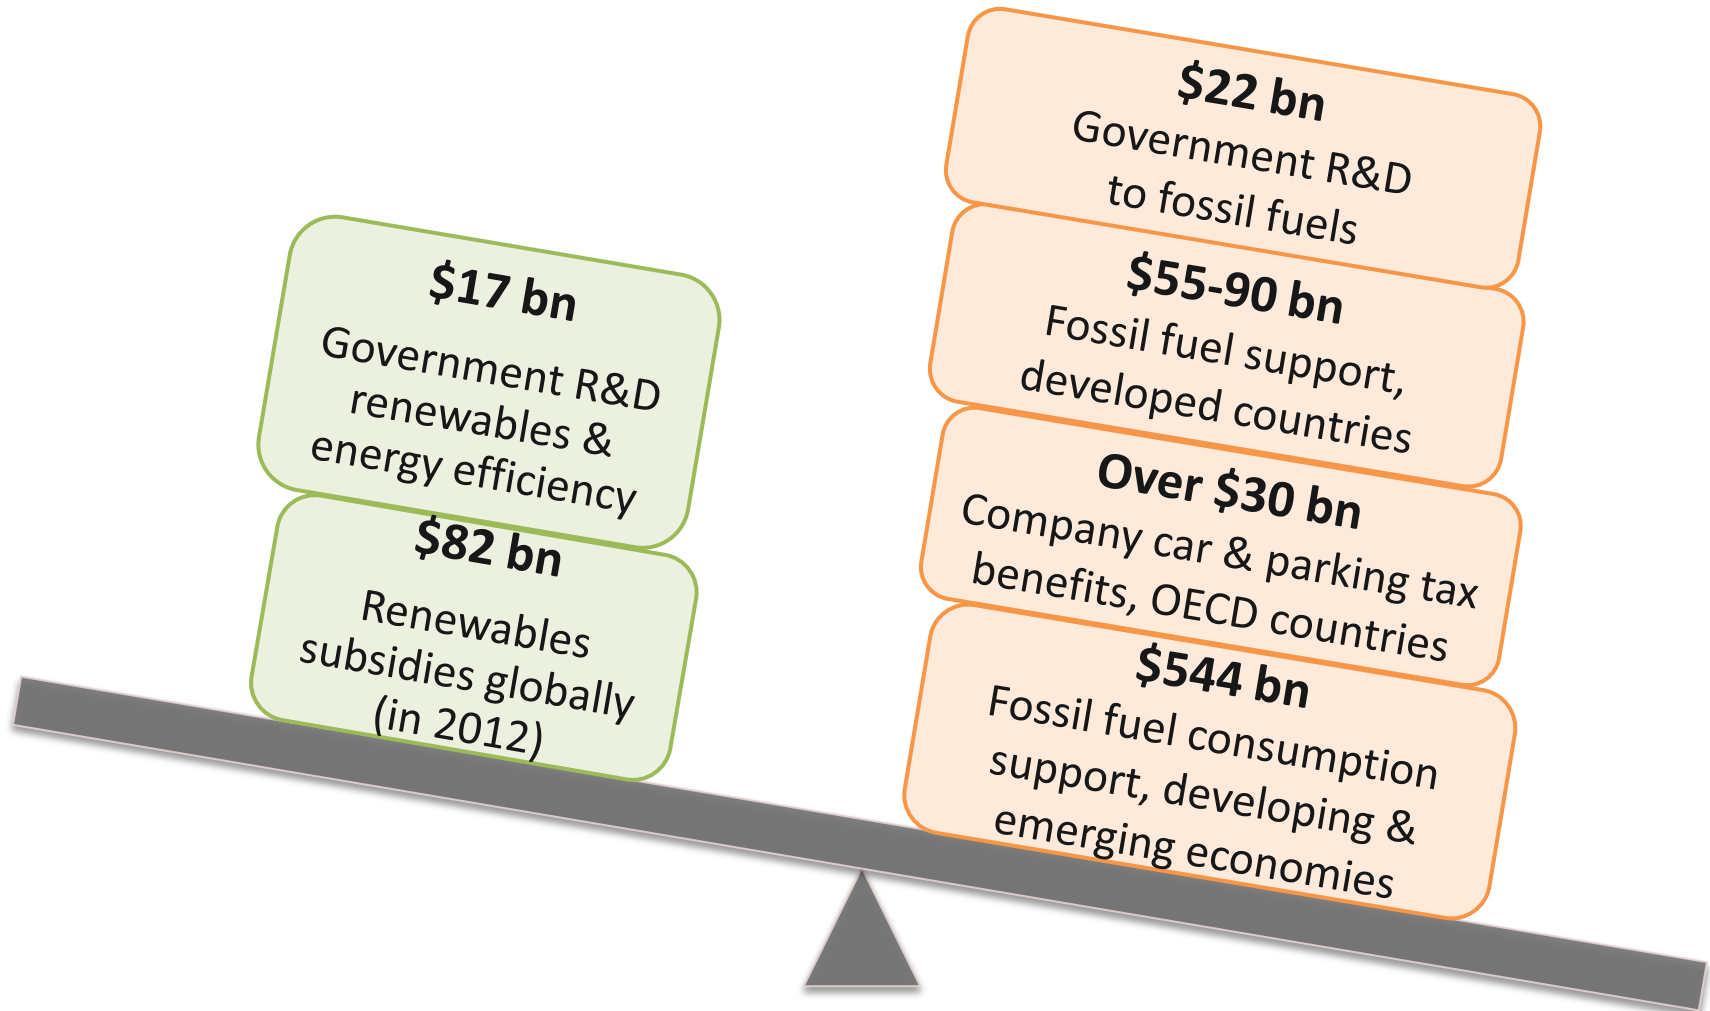 $17 bn
Government R&D
renewables &
energy efficiency
$82 bn
Renewables
subsidies globally
(in 2012)
$22 bn
Government R&D
to fossil fuels
$55-90 bn
Fossil fuel support,
developed countries
Over $30 bn
Company car & parking tax
benefits, OECD countries
$544 bn
Fossil fuel consumption
support, developing &
emerging economies